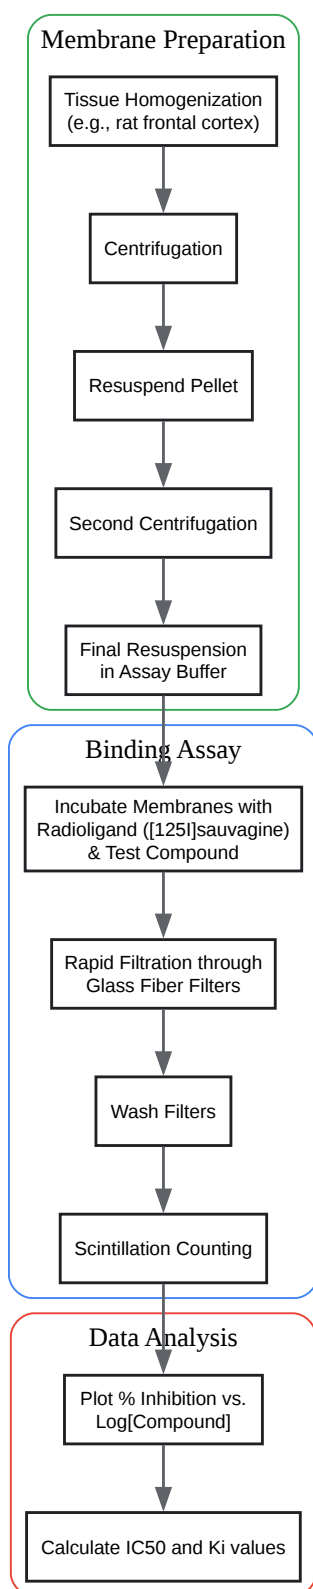 Membrane Preparation
Tissue Homogenization
(e.g., rat frontal cortex)
Centrifugation
Resuspend Pellet
Second Centrifugation
Final Resuspension
in Assay Buffer
Binding Assay
Incubate Membranes with
Radioligand ([125I]sauvagine)
& Test Compound
Rapid Filtration through
Glass Fiber Filters
Wash Filters
Scintillation Counting
Data Analysis
Plot % Inhibition vs.
Log[Compound]
Calculate IC50 and Ki values